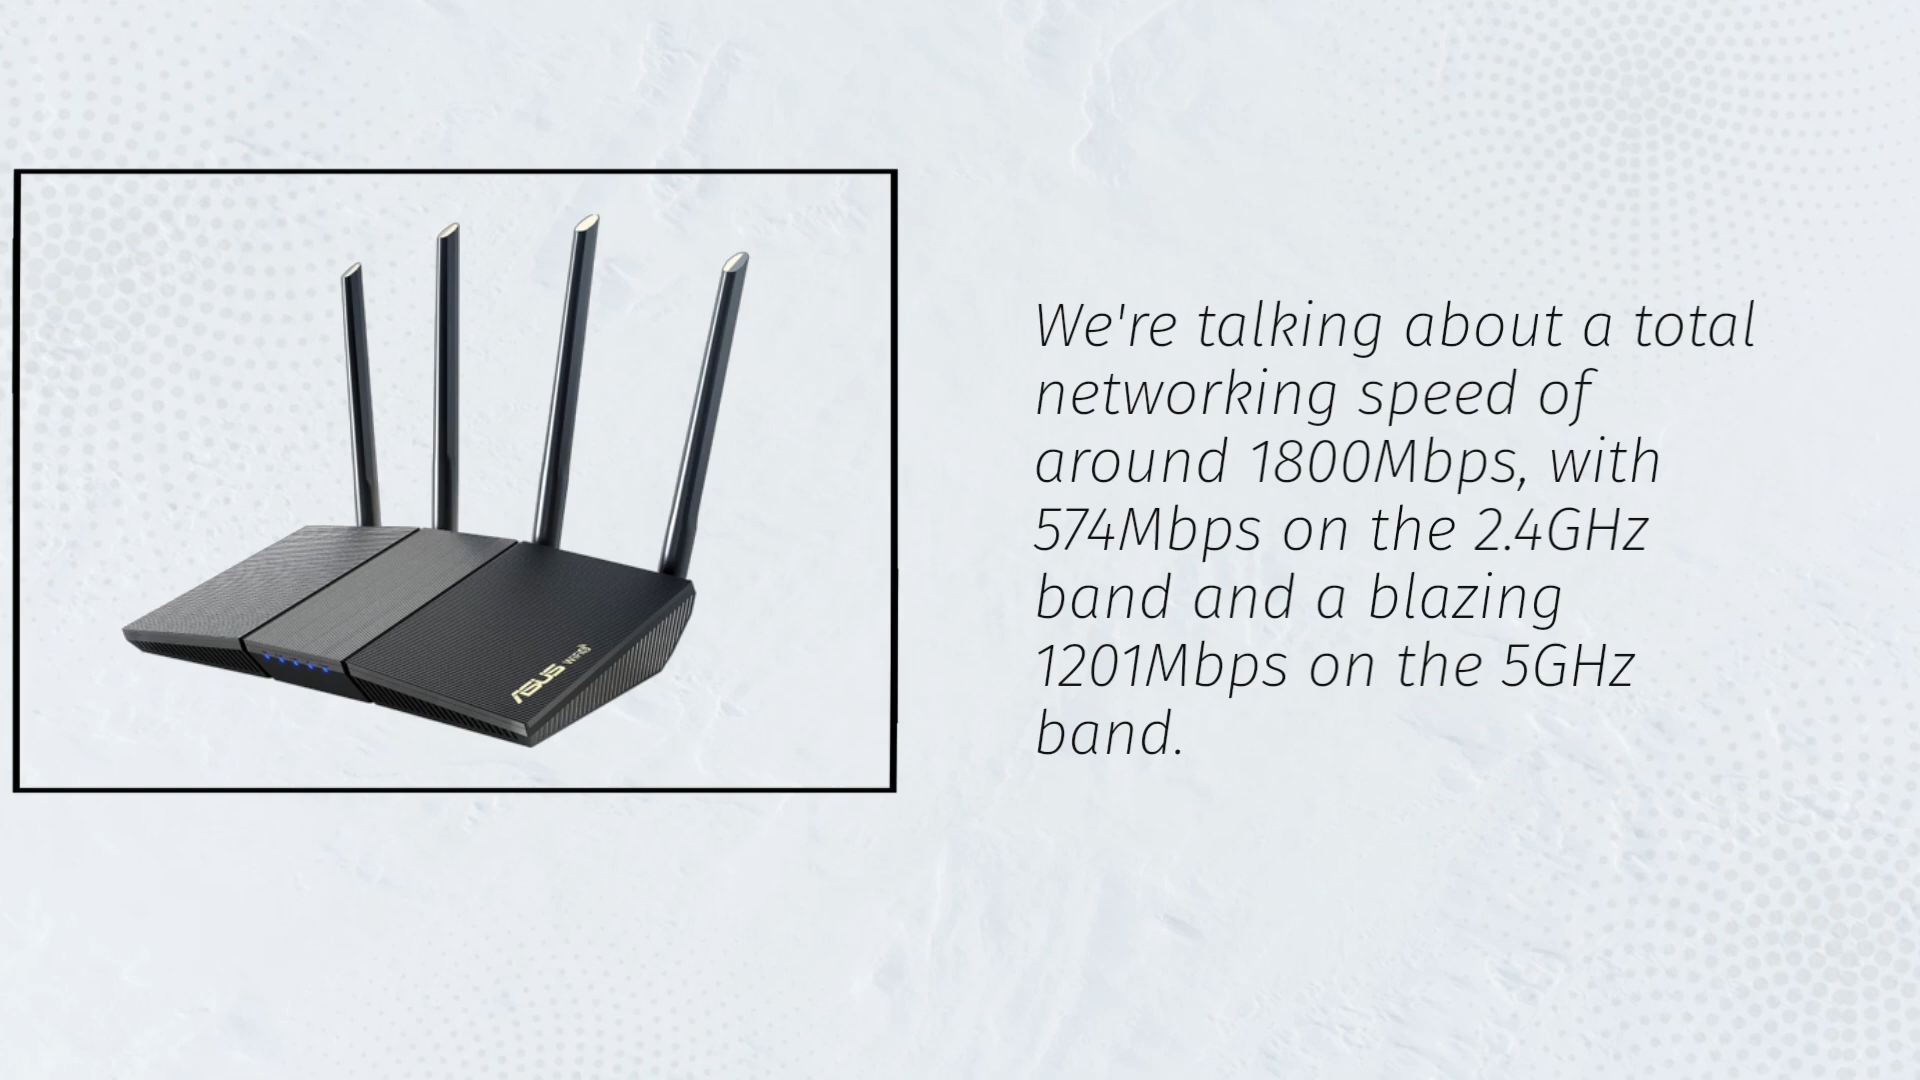 We're talking about a total
networking speed of
around 1800Mbps, with
574Mbps on the 2.4GHz
band and a blazing
1201Mbps on the 5GHz
band.
ASUS WiFi6